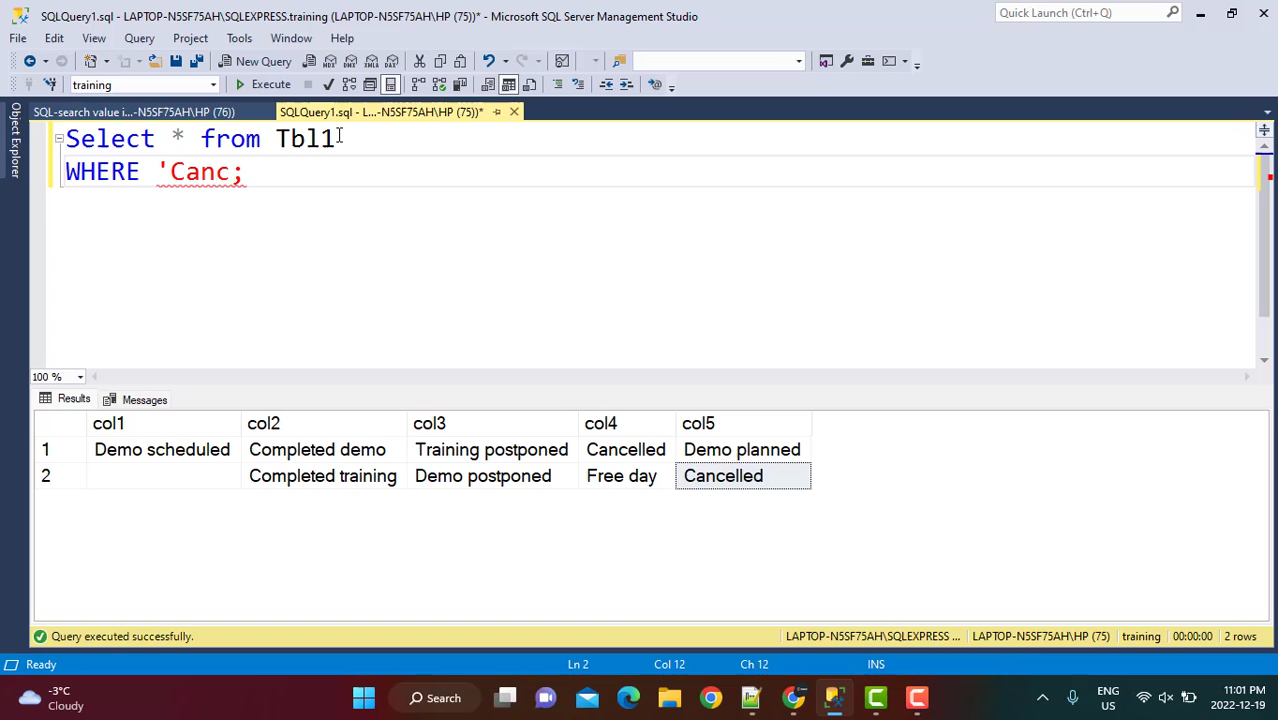 SQLQuery1.sql - LAPTOP-N5SF75AH\SQLEXPRESS.training (LAPTOP-N5SF75AH\HP (75))* - Microsoft SQL Server Management Studio
Quick Launch (Ctrl+Q)
File Edit View Query Project Tools Window Help
New Query
training Execute
SQL-search value i...-N5SF75AH\HP (76)) SQLQuery1.sql - L...-N5SF75AH\HP (75))*
Object Explorer
Select * from Tbl1
WHERE 'Canc;
100 %
Results Messages
col1 col2 col3 col4 col5
1 Demo scheduled Completed demo Training postponed Cancelled Demo planned
2 Completed training Demo postponed Free day Cancelled
Query executed successfully. LAPTOP-N5SF75AH\SQLEXPRESS ... LAPTOP-N5SF75AH\HP (75) training 00:00:00 2 rows
Ready Ln 2 Col 12 Ch 12 INS
-3°C
Cloudy
Search
ENG
US
11:01 PM
2022-12-19